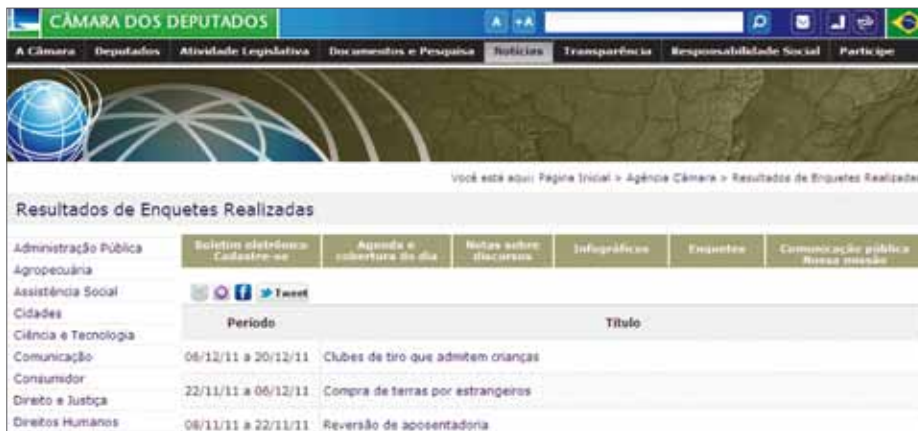 CÂMARA DOS DEPUTADOS
A +A
A Câmara Deputados Atividade Legislativa Documentos e Pesquisa Notícias Transparência Responsabilidade Social Participe
Você está aqui: Página Inicial > Agência Câmara > Resultados de Enquetes Realizadas
Resultados de Enquetes Realizadas
Administração Pública
Agropecuária
Assistência Social
Cidades
Ciência e Tecnologia
Comunicação
Consumidor
Direito e Justiça
Direitos Humanos
Boletim eletrônico Cadastre-se
Agenda e cobertura do dia
Notas sobre discursos
Infográficos
Enquetes
Comunicação pública Nossa missão
Tweet
Período Título
06/12/11 a 20/12/11 Clubes de tiro que admitem crianças
22/11/11 a 06/12/11 Compra de terras por estrangeiros
08/11/11 a 22/11/11 Reversão de aposentadoria